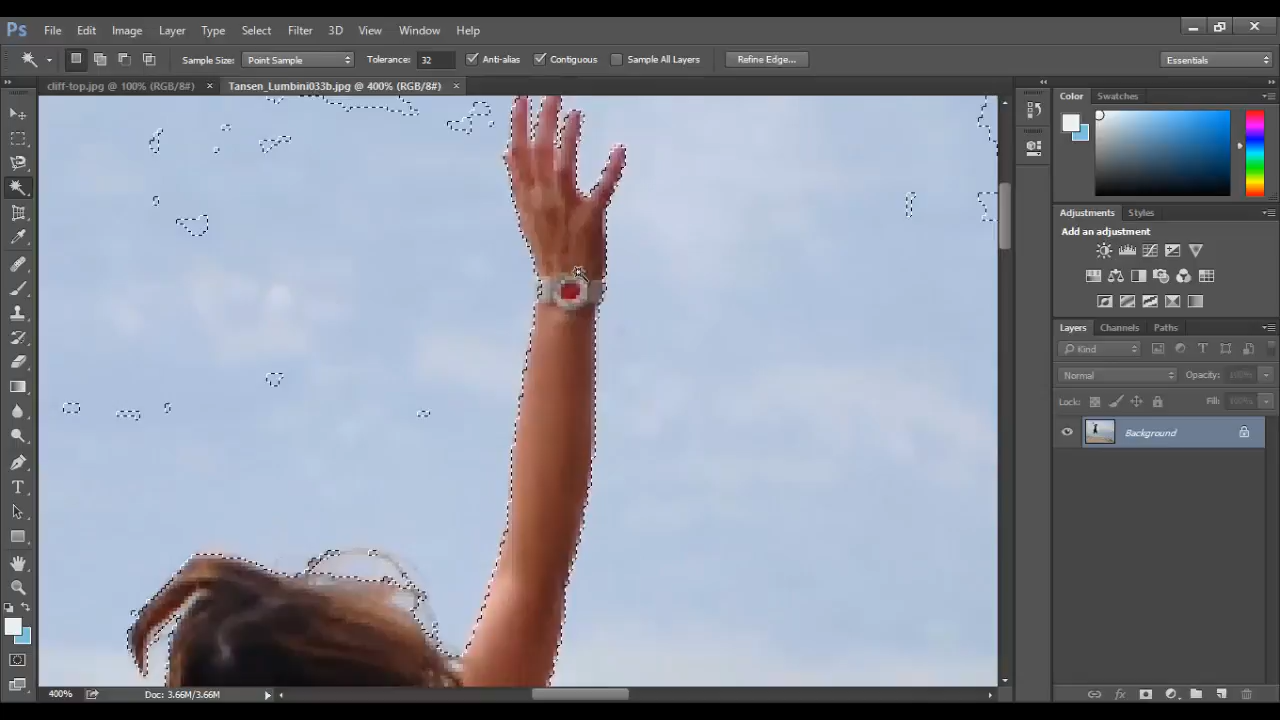 Ps File Edit Image Layer Type Select Filter 3D View Window Help
Sample Size: Point Sample Tolerance: 32 Anti-alias Contiguous Sample All Layers Refine Edge... Essentials
cliff-top.jpg @ 100% (RGB/8#) × Tansen_Lumbini033b.jpg @ 400% (RGB/8#) ×
Color Swatches
Adjustments Styles
Add an adjustment
Layers Channels Paths
Kind
Normal Opacity: 100%
Lock: Fill: 100%
Background
400% Doc: 3.66M/3.66M